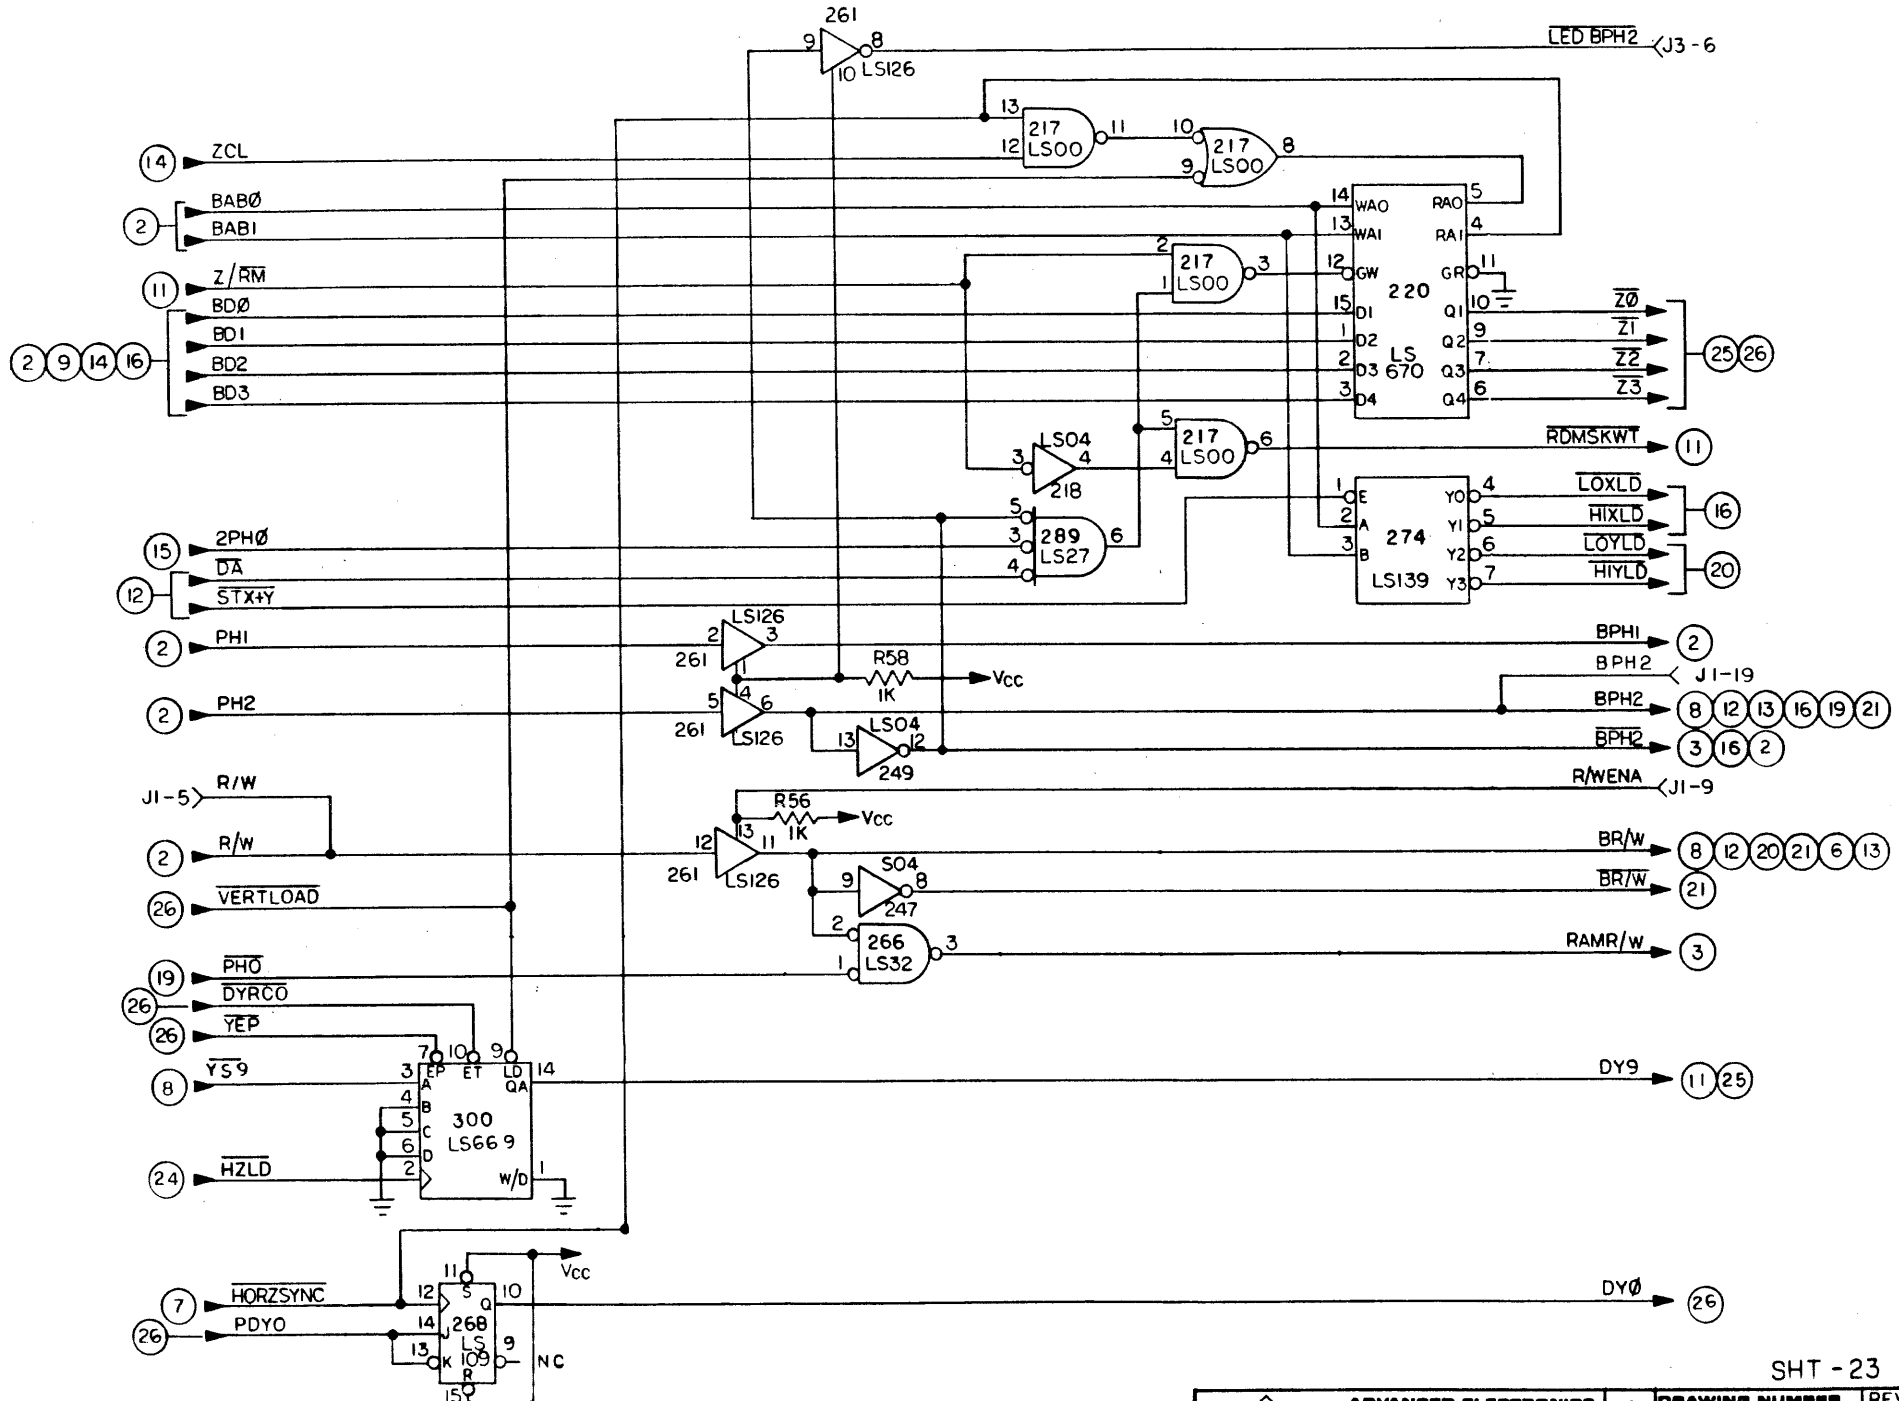 261
9 8
10 LS126
LED BPH2 J3-6
13
217
LS00
12
11 10
217
LS00
9
8
14 ZCL
2 BABØ
BAB1
14 WA0 RA0 5
13 WA1 RA1 4
12 GW GR 11
220
15 D1 Q1 10 Z0
1 D2 Q2 9 Z1
LS
670
2 D3 Q3 7 Z2
3 D4 Q4 6 Z3
25 26
2
217
LS00
1
3
11 Z/RM
2 9 14 16
BDØ
BD1
BD2
BD3
LS04
3 4
218
5
217
LS00
4
6
RDMSKWT 11
1 E Y0 4 LOXLD
2 A Y1 5 HIXLD 16
274
3 B Y2 6 LOYLD
LS139 Y3 7 HIYLD 20
5
3 289
LS27
4
6
15 2PHØ
12 DA
STX+Y
LS126
2 PH1 2 3
261 1
BPH1 2
R58
1K
Vcc
BPH2 J1-19
2 PH2 5 4 6
261 LS126
BPH2 8 12 13 16 19 21
LS04
13 12
249
BPH2 3 16 2
R/WENA J1-9
J1-5 R/W
R56
1K
Vcc
2 R/W 12 13 11
261 LS126
BR/W 8 12 20 21 6 13
S04
9 8
247
BR/W 21
26 VERTLOAD
2
266
LS32
1
3
RAMR/W 3
19 PHO
26 DYRCO
26 YEP
7 10 9
EP ET LD
8 YS9 3 A QA 14
DY9 11 25
4 B
300
5 C
LS669
6 D
24 HZLD 2 W/D 1
11 S Vcc
7 HORZSYNC 12 Q 10
DYØ 26
26 PDY0 14 J 268
LS
109
13 K 9 NC
R
15
SHT-23
ADVANCED ELECTRONICS DRAWING NUMBER REV